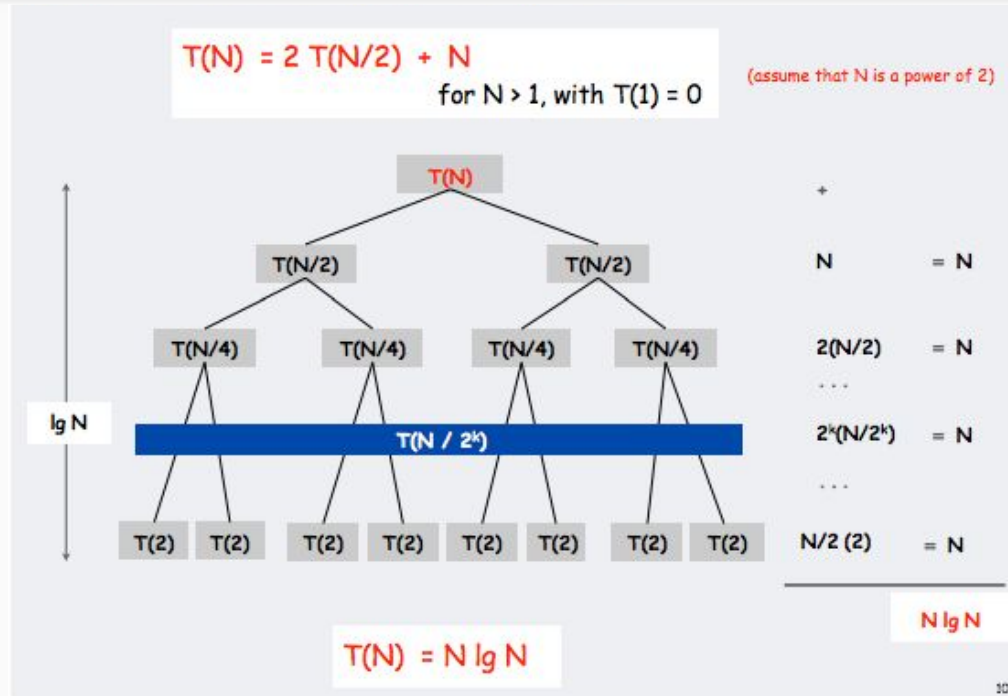 T(N) = 2 T(N/2) + N
for N > 1, with T(1) = 0
(assume that N is a power of 2)
T(N)
+
T(N/2) T(N/2)
N = N
T(N/4) T(N/4) T(N/4) T(N/4)
2(N/2) = N
. . .
lg N
T(N / 2ᵏ)
2ᵏ(N/2ᵏ) = N
. . .
T(2) T(2) T(2) T(2) T(2) T(2) T(2) T(2)
N/2 (2) = N
N lg N
T(N) = N lg N